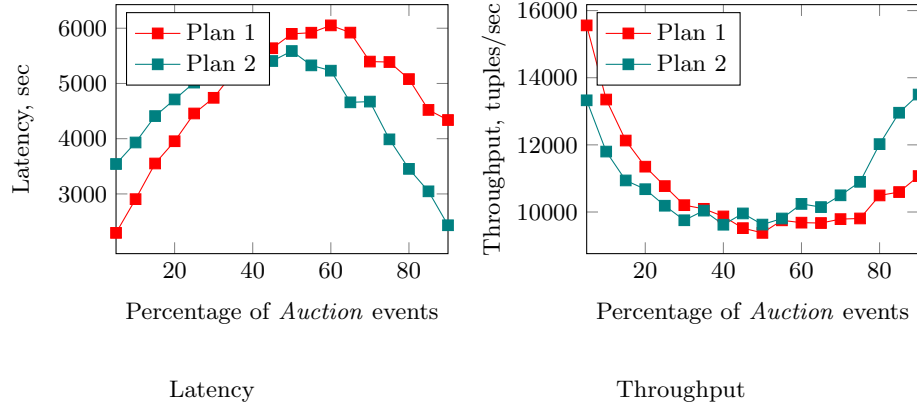 Latency, sec
6000
5000
4000
3000
20
40
60
80
Plan 1
Plan 2
Percentage of Auction events
Latency
Throughput, tuples/sec
16000
14000
12000
10000
20
40
60
80
Plan 1
Plan 2
Percentage of Auction events
Throughput